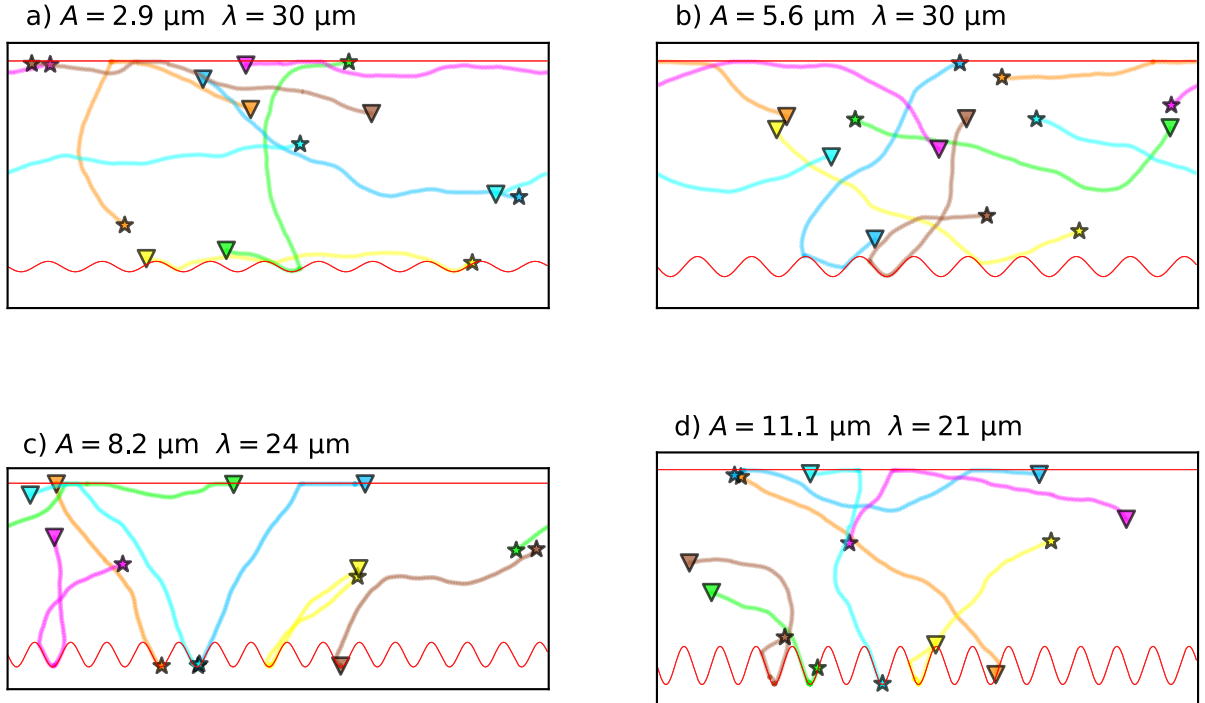 a) A = 2.9 μm λ = 30 μm
b) A = 5.6 μm λ = 30 μm
c) A = 8.2 μm λ = 24 μm
d) A = 11.1 μm λ = 21 μm